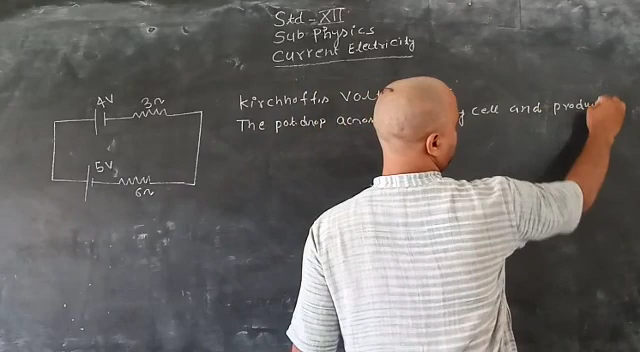 Std - XII
Sub Physics
Current Electricity
Kirchhoff's Volt
The pot. drop across cell and produ
4V
3Ω
5V
6Ω